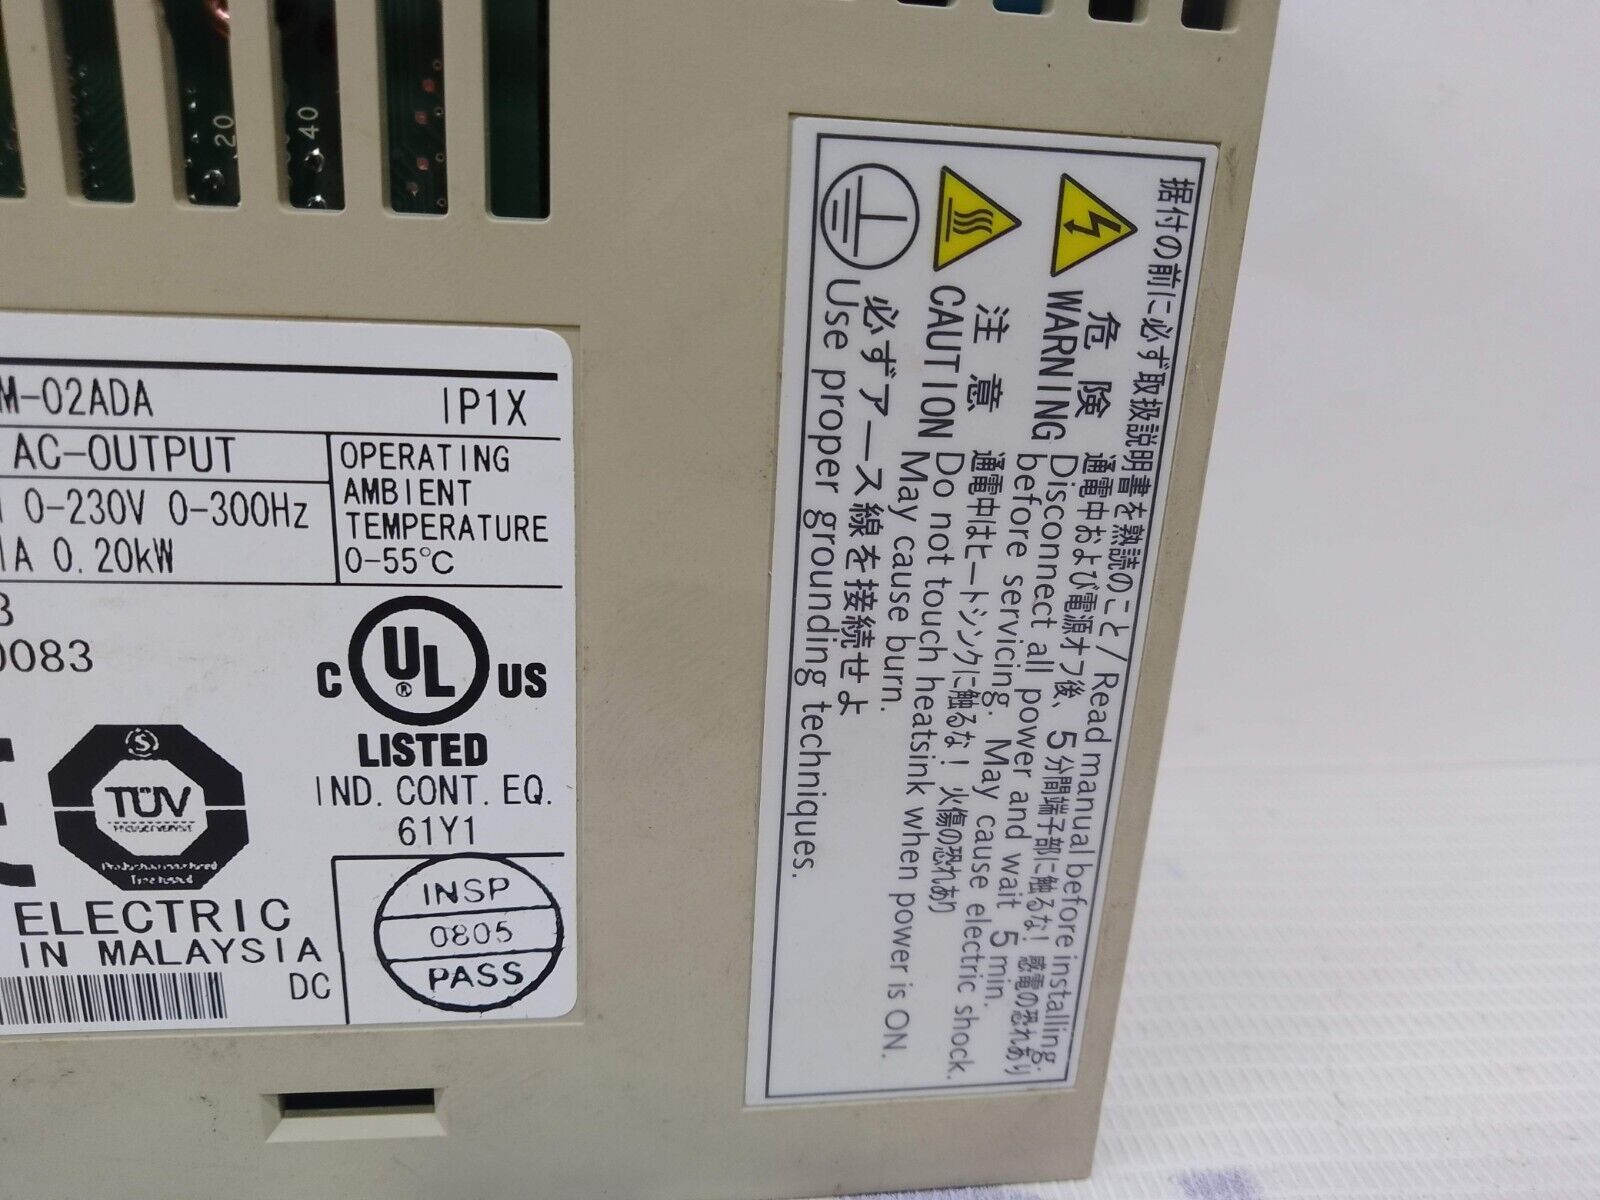 20
40
M-02ADA
IP1X
AC-OUTPUT
0-230V 0-300Hz
1A 0.20kW
OPERATING
AMBIENT
TEMPERATURE
0-55℃
0083
C UL ® US
LISTED
IND. CONT. EQ.
61Y1
S
TÜV
ELECTRIC
IN MALAYSIA
DC
INSP
0805
PASS
据付の前に必ず取扱説明書を熟読のこと/Read manual before installing.
危険 通電中および電源オフ後、5分間端子部に触るな!感電の恐れあり
WARNING Disconnect all power and wait 5 min.
before servicing. May cause electric shock.
注意 通電中はヒートシンクに触るな!火傷の恐れあり
CAUTION Do not touch heatsink when power is ON.
May cause burn.
必ずアース線を接続せよ
Use proper grounding techniques.